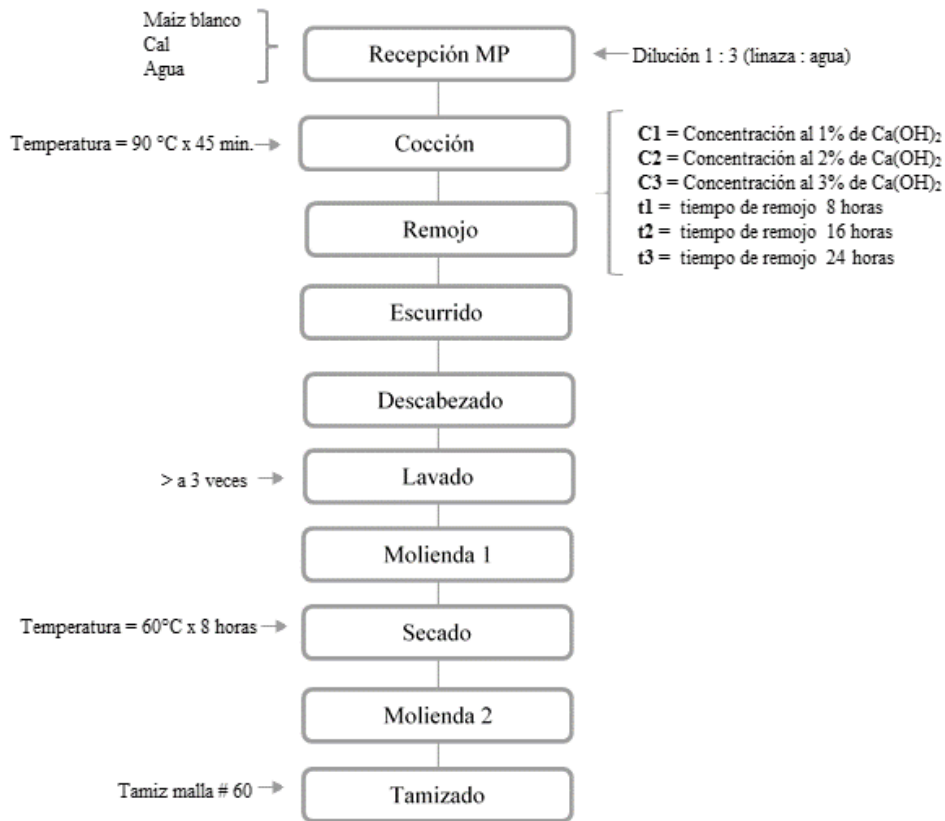 Maiz blanco
Cal
Agua
Recepción MP
Dilución 1 : 3 (linaza : agua)
Temperatura = 90 °C x 45 min.
Cocción
C1 = Concentración al 1% de Ca(OH)₂
C2 = Concentración al 2% de Ca(OH)₂
C3 = Concentración al 3% de Ca(OH)₂
t1 = tiempo de remojo 8 horas
t2 = tiempo de remojo 16 horas
t3 = tiempo de remojo 24 horas
Remojo
Escurrido
Descabezado
> a 3 veces
Lavado
Molienda 1
Temperatura = 60°C x 8 horas
Secado
Molienda 2
Tamiz malla # 60
Tamizado